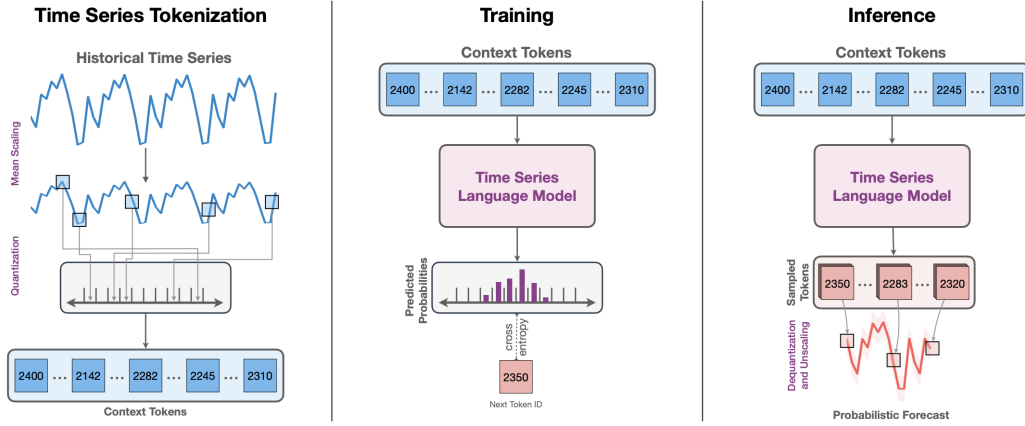 Time Series Tokenization
Historical Time Series
Mean Scaling
Quantization
2400 ... 2142 ... 2282 ... 2245 ... 2310
Context Tokens
Training
Context Tokens
2400 ... 2142 ... 2282 ... 2245 ... 2310
Time Series
Language Model
Predicted
Probabilities
cross
entropy
2350
Next Token ID
Inference
Context Tokens
2400 ... 2142 ... 2282 ... 2245 ... 2310
Time Series
Language Model
Sampled
Tokens
2350 ... 2283 ... 2320
Dequantization
and Unscaling
Probabilistic Forecast